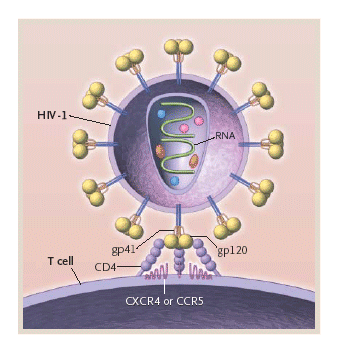 HIV-1
RNA
gp41
gp120
T cell
CD4
CXCR4 or CCR5